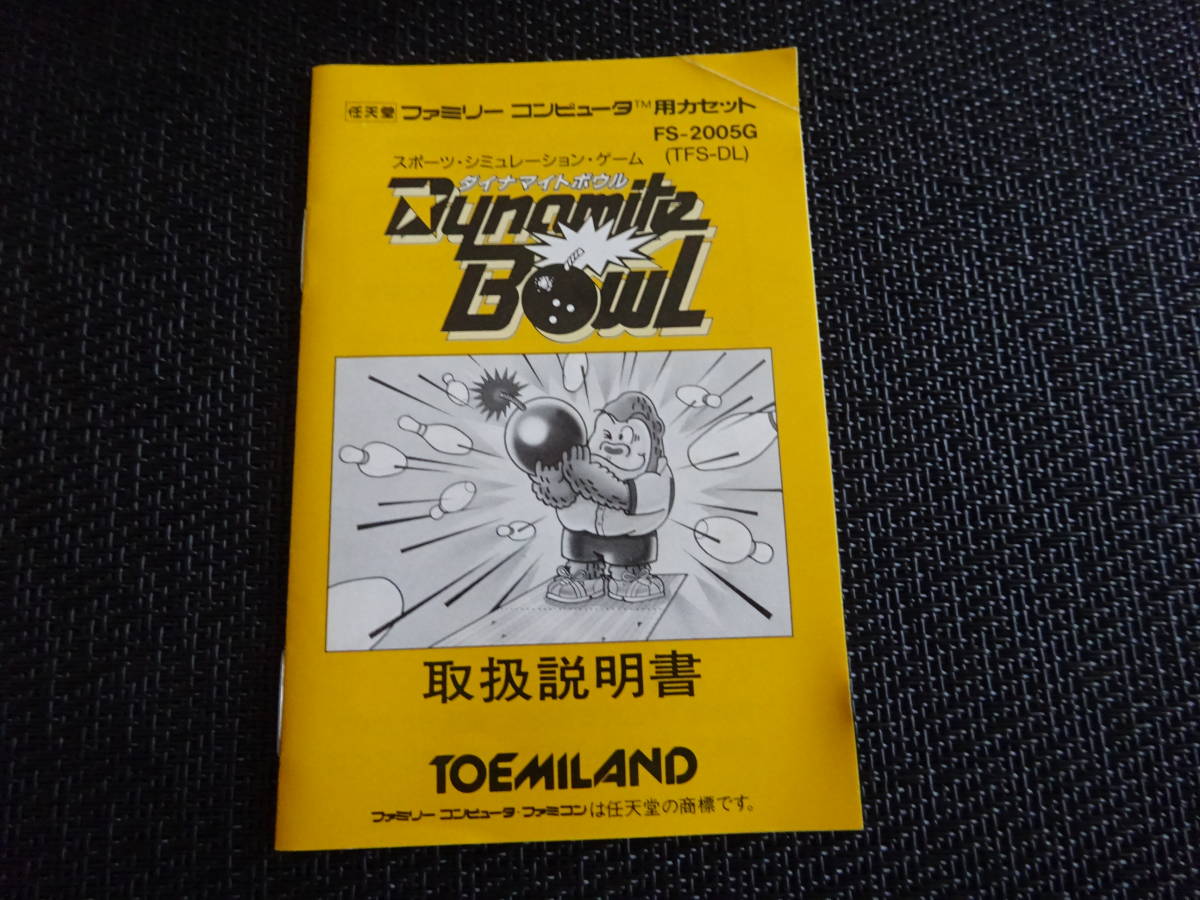 任天堂 ファミリー コンピュータ™用カセット
FS-2005G
(TFS-DL)
スポーツ・シミュレーション・ゲーム
ダイナマイトボウル
Dynamite
Bowl
取扱説明書
TOEMILAND
ファミリー コンピュータ・ファミコンは任天堂の商標です。